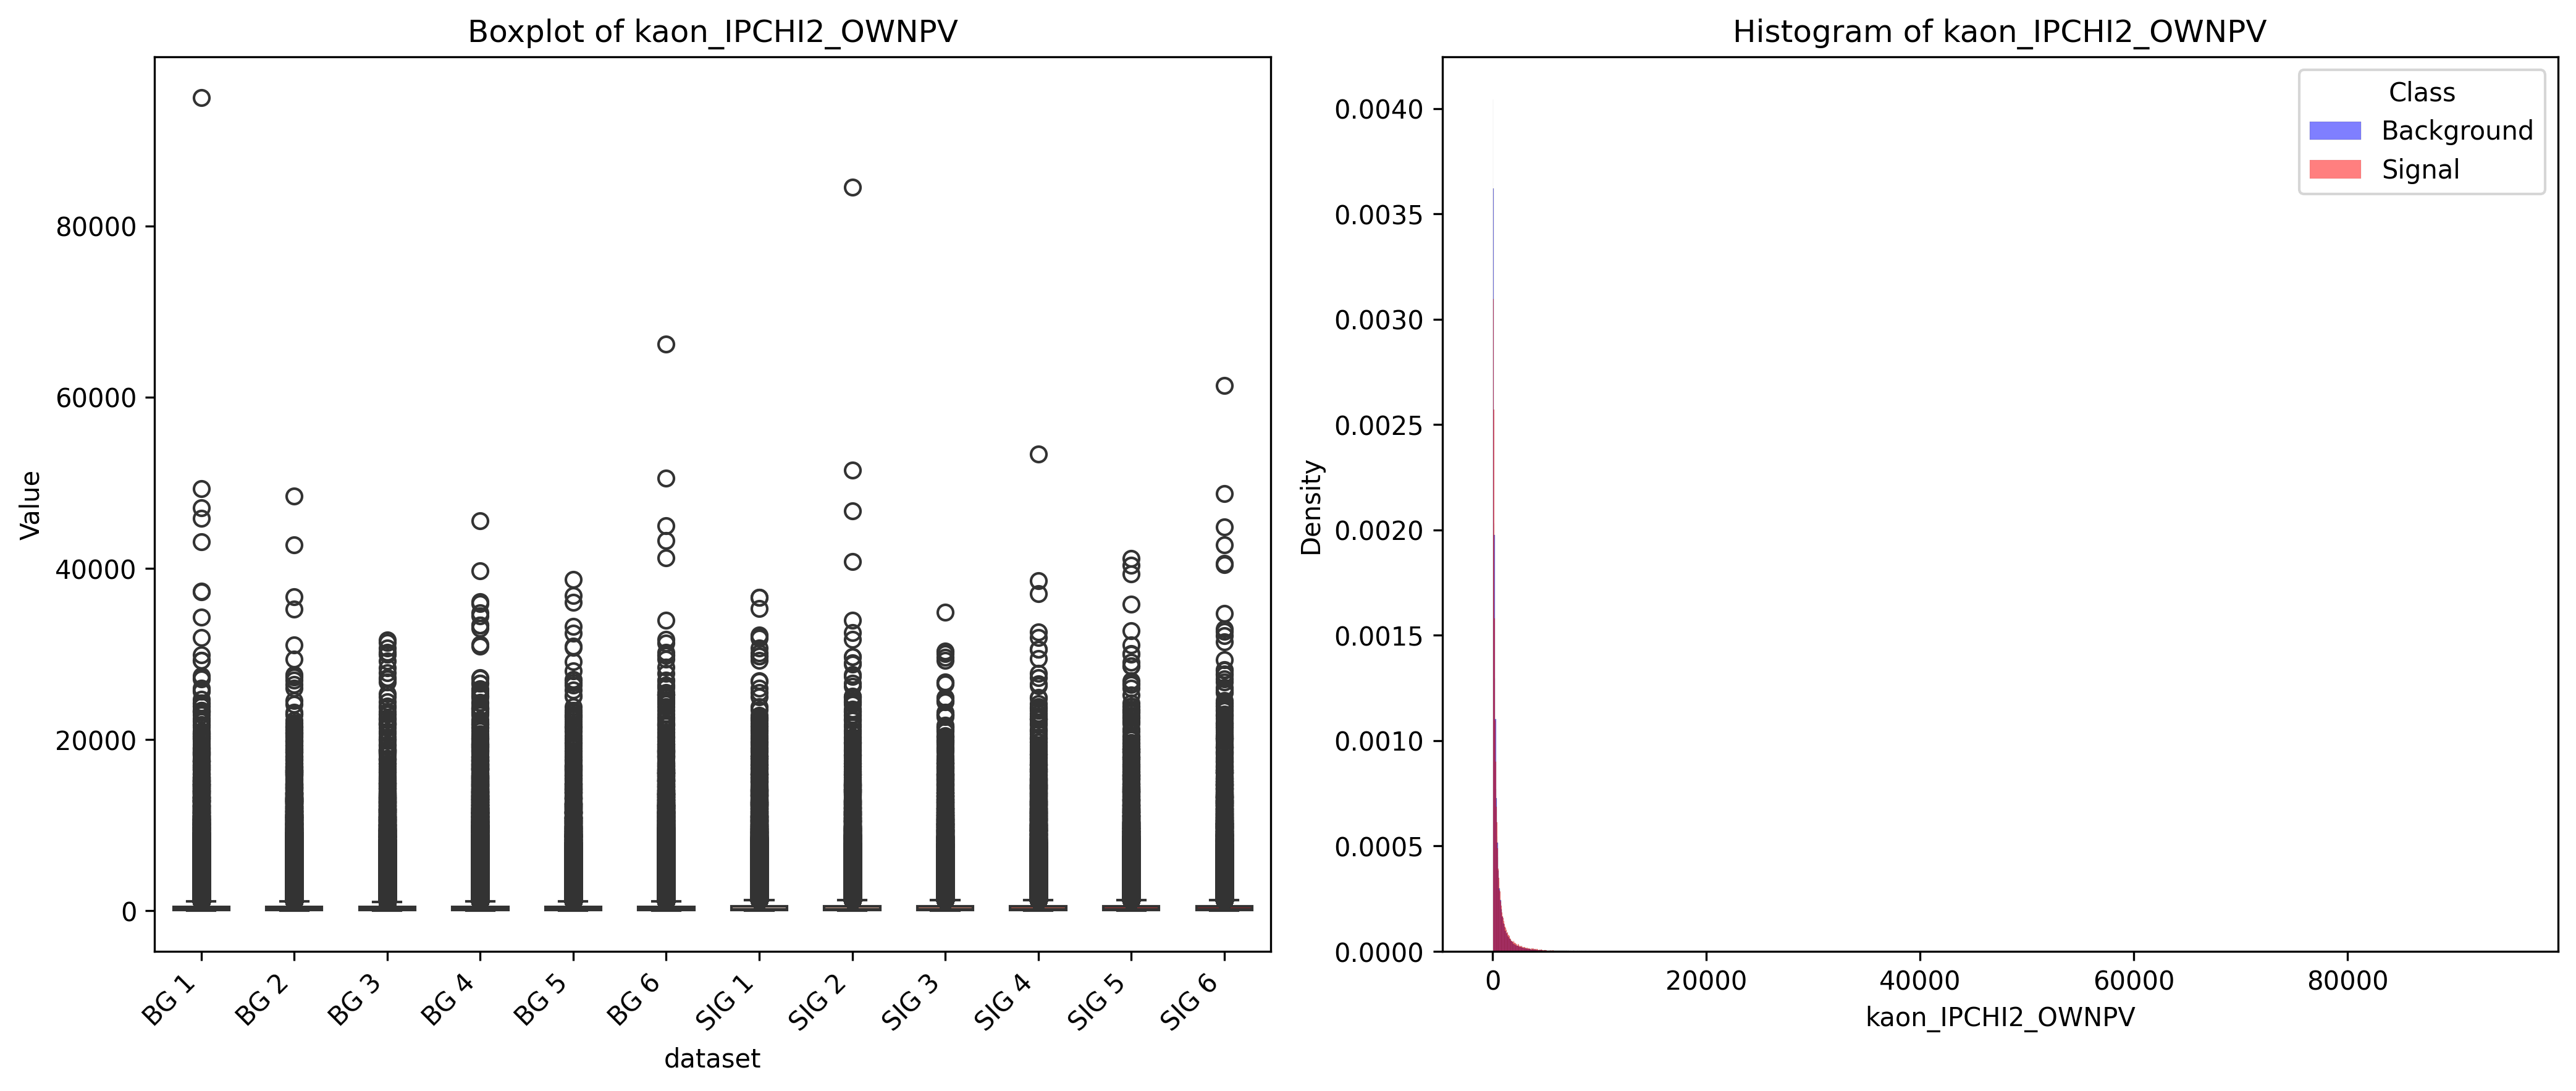 Boxplot of kaon_IPCHI2_OWNPV
Value
80000
60000
40000
20000
0
BG 1
BG 2
BG 3
BG 4
BG 5
BG 6
SIG 1
SIG 2
SIG 3
SIG 4
SIG 5
SIG 6
dataset
Histogram of kaon_IPCHI2_OWNPV
Class
Background
Signal
Density
0.0040
0.0035
0.0030
0.0025
0.0020
0.0015
0.0010
0.0005
0.0000
0
20000
40000
60000
80000
kaon_IPCHI2_OWNPV